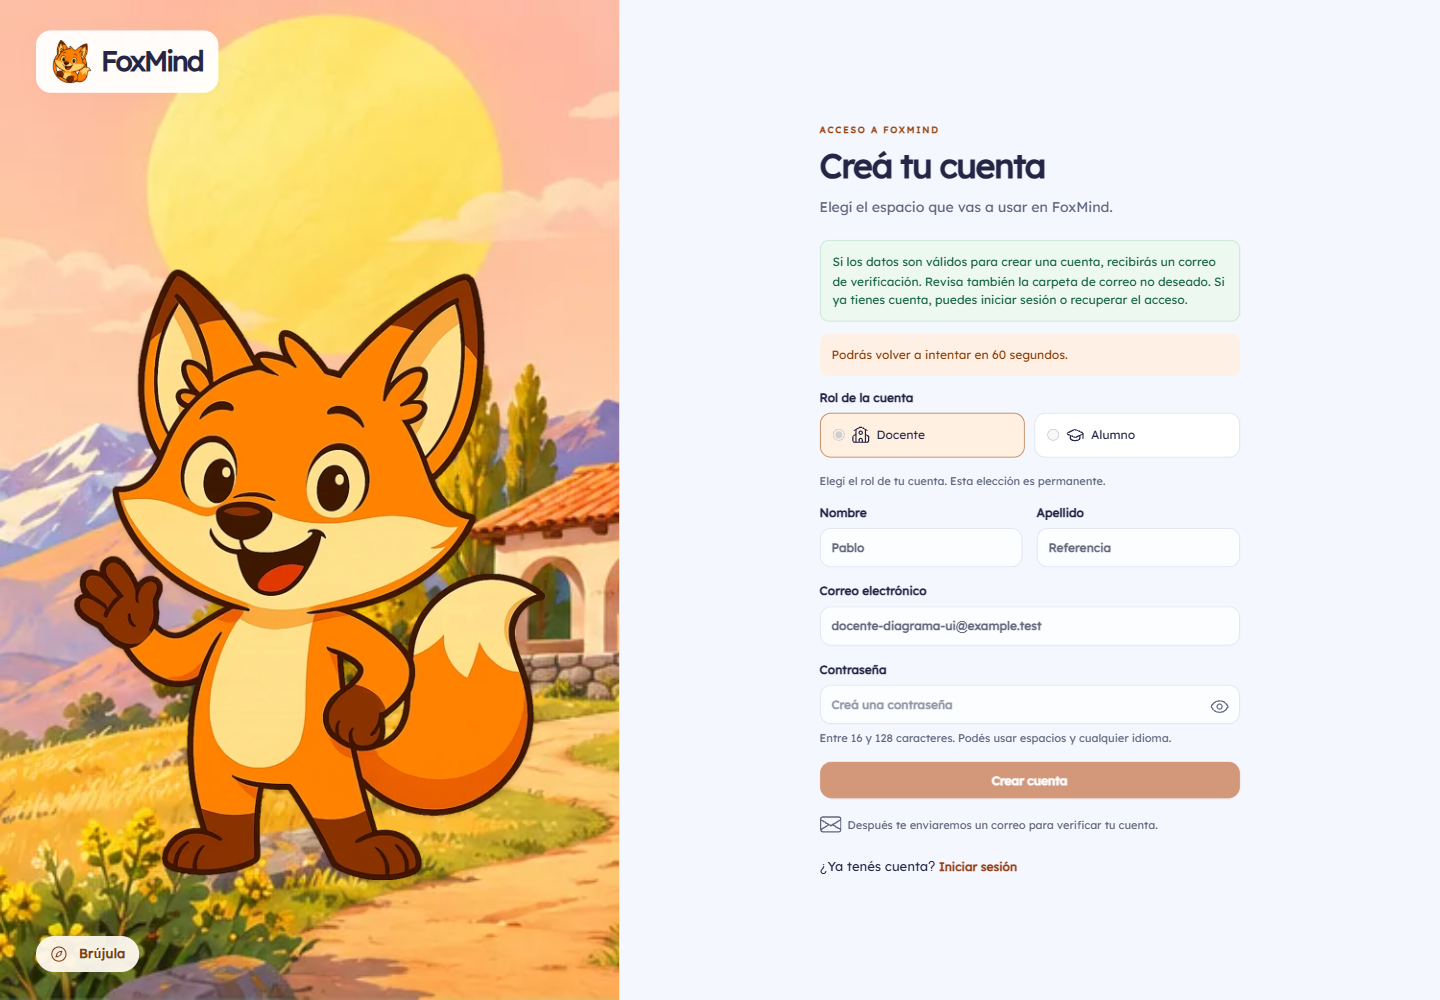 FoxMind
ACCESO A FOXMIND
Creá tu cuenta
Elegí el espacio que vas a usar en FoxMind.
Si los datos son válidos para crear una cuenta, recibirás un correo
de verificación. Revisa también la carpeta de correo no deseado. Si
ya tienes cuenta, puedes iniciar sesión o recuperar el acceso.
Podrás volver a intentar en 60 segundos.
Rol de la cuenta
Docente
Alumno
Elegí el rol de tu cuenta. Esta elección es permanente.
Nombre
Apellido
Pablo
Referencia
Correo electrónico
docente-diagrama-ui@example.test
Contraseña
Creá una contraseña
Entre 16 y 128 caracteres. Podés usar espacios y cualquier idioma.
Crear cuenta
Después te enviaremos un correo para verificar tu cuenta.
¿Ya tenés cuenta? Iniciar sesión
Brújula